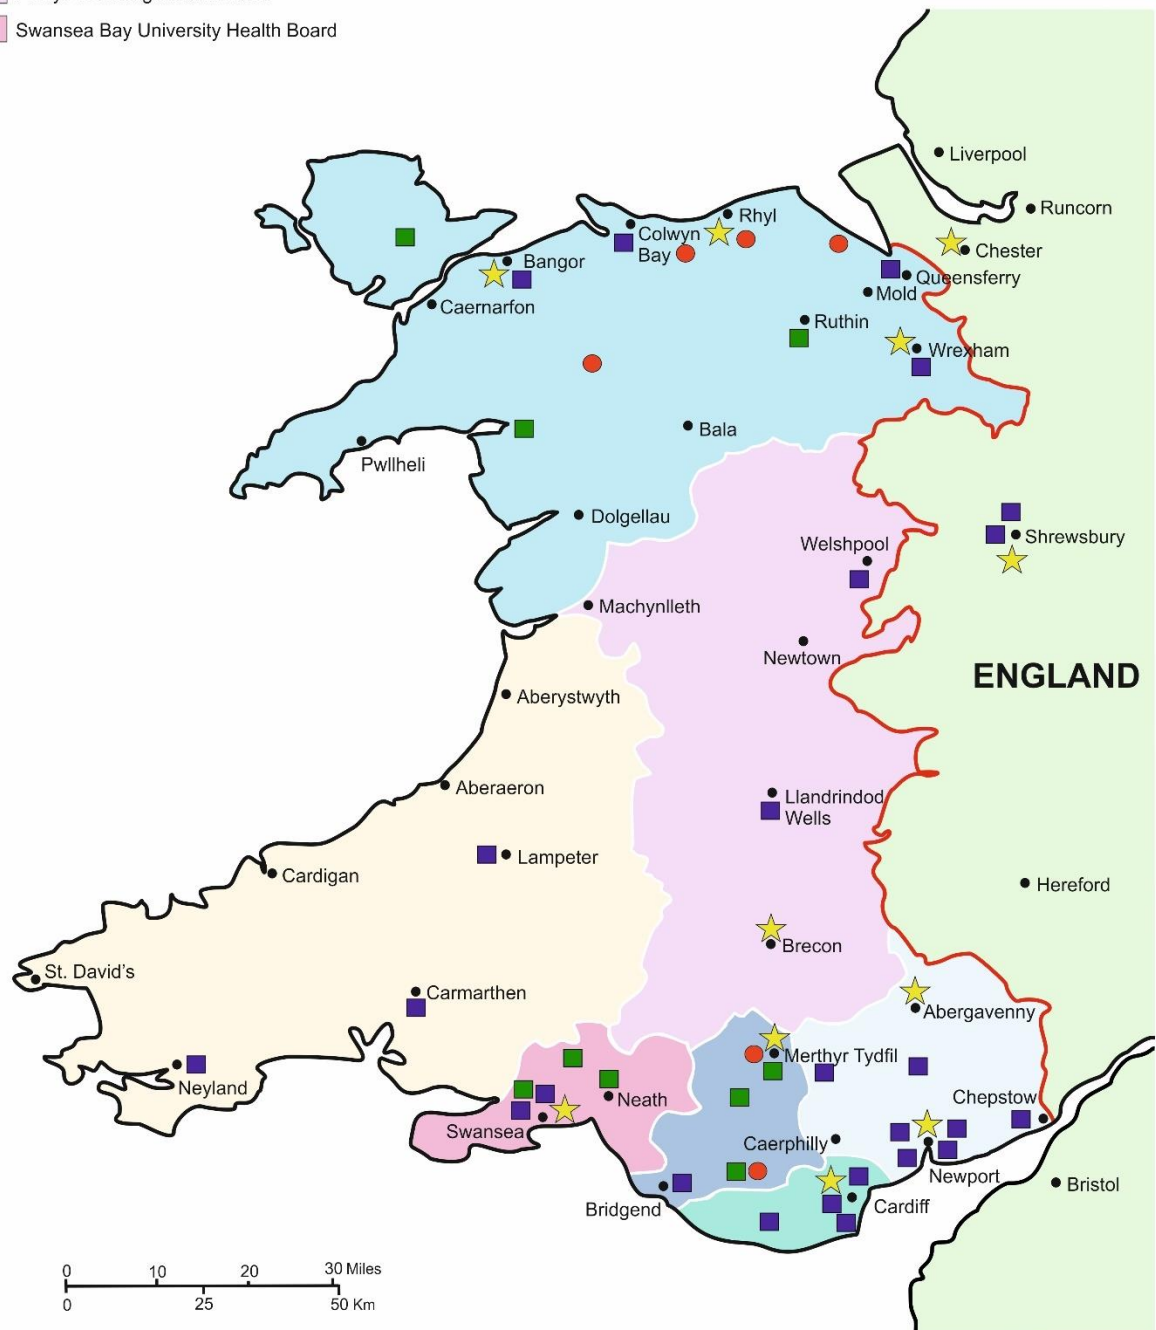 Swansea Bay University Health Board
Liverpool
Runcorn
Rhyl
Colwyn
Bay
Chester
Bangor
Queensferry
Mold
Caernarfon
Ruthin
Wrexham
Bala
Pwllheli
Dolgellau
Shrewsbury
Welshpool
Machynlleth
Newtown
ENGLAND
Aberystwyth
Aberaeron
Llandrindod
Wells
Lampeter
Cardigan
Hereford
Brecon
St. David's
Carmarthen
Abergavenny
Merthyr Tydfil
Neyland
Neath
Chepstow
Swansea
Caerphilly
Newport
Bristol
Bridgend
Cardiff
0 10 20 30 Miles
0 25 50 Km